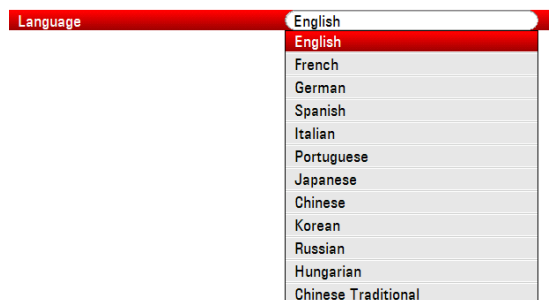 Language English
English
French
German
Spanish
Italian
Portuguese
Japanese
Chinese
Korean
Russian
Hungarian
Chinese Traditional